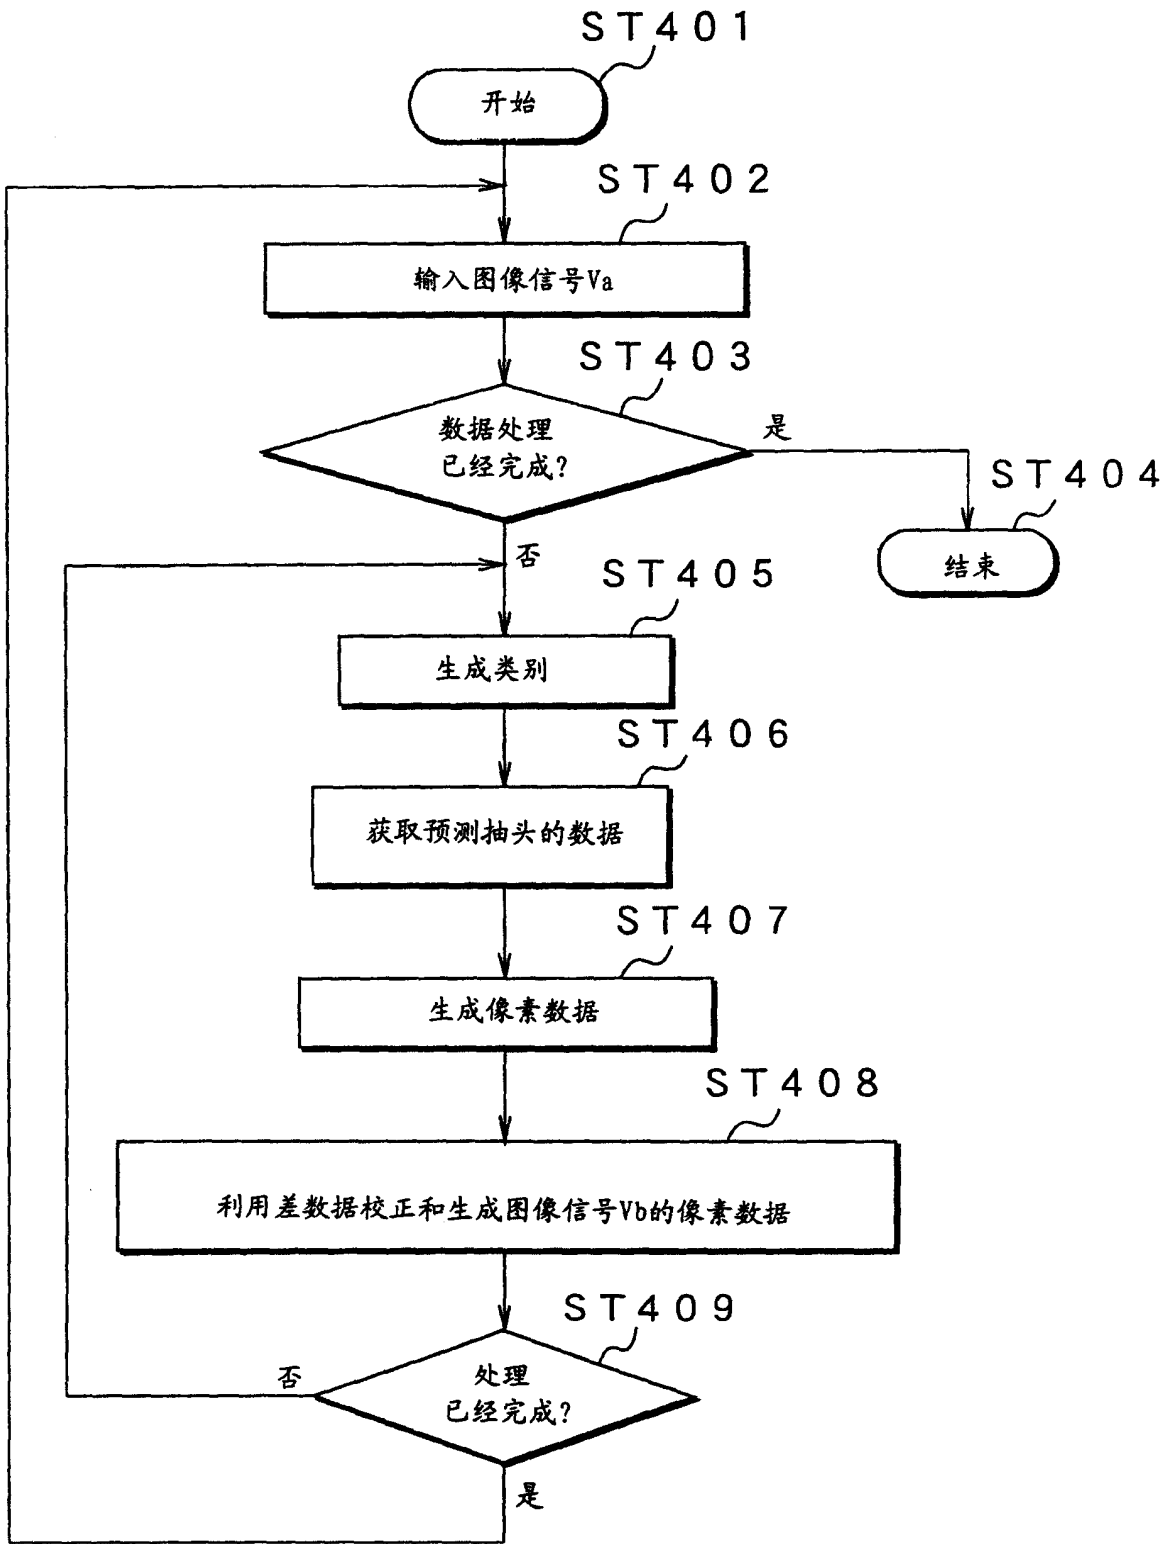 ST401
开始
ST402
输入图像信号Va
ST403
数据处理
已经完成?
是
ST404
结束
否
ST405
生成类别
ST406
获取预测抽头的数据
ST407
生成像素数据
ST408
利用差数据校正和生成图像信号Vb的像素数据
ST409
处理
已经完成?
否
是